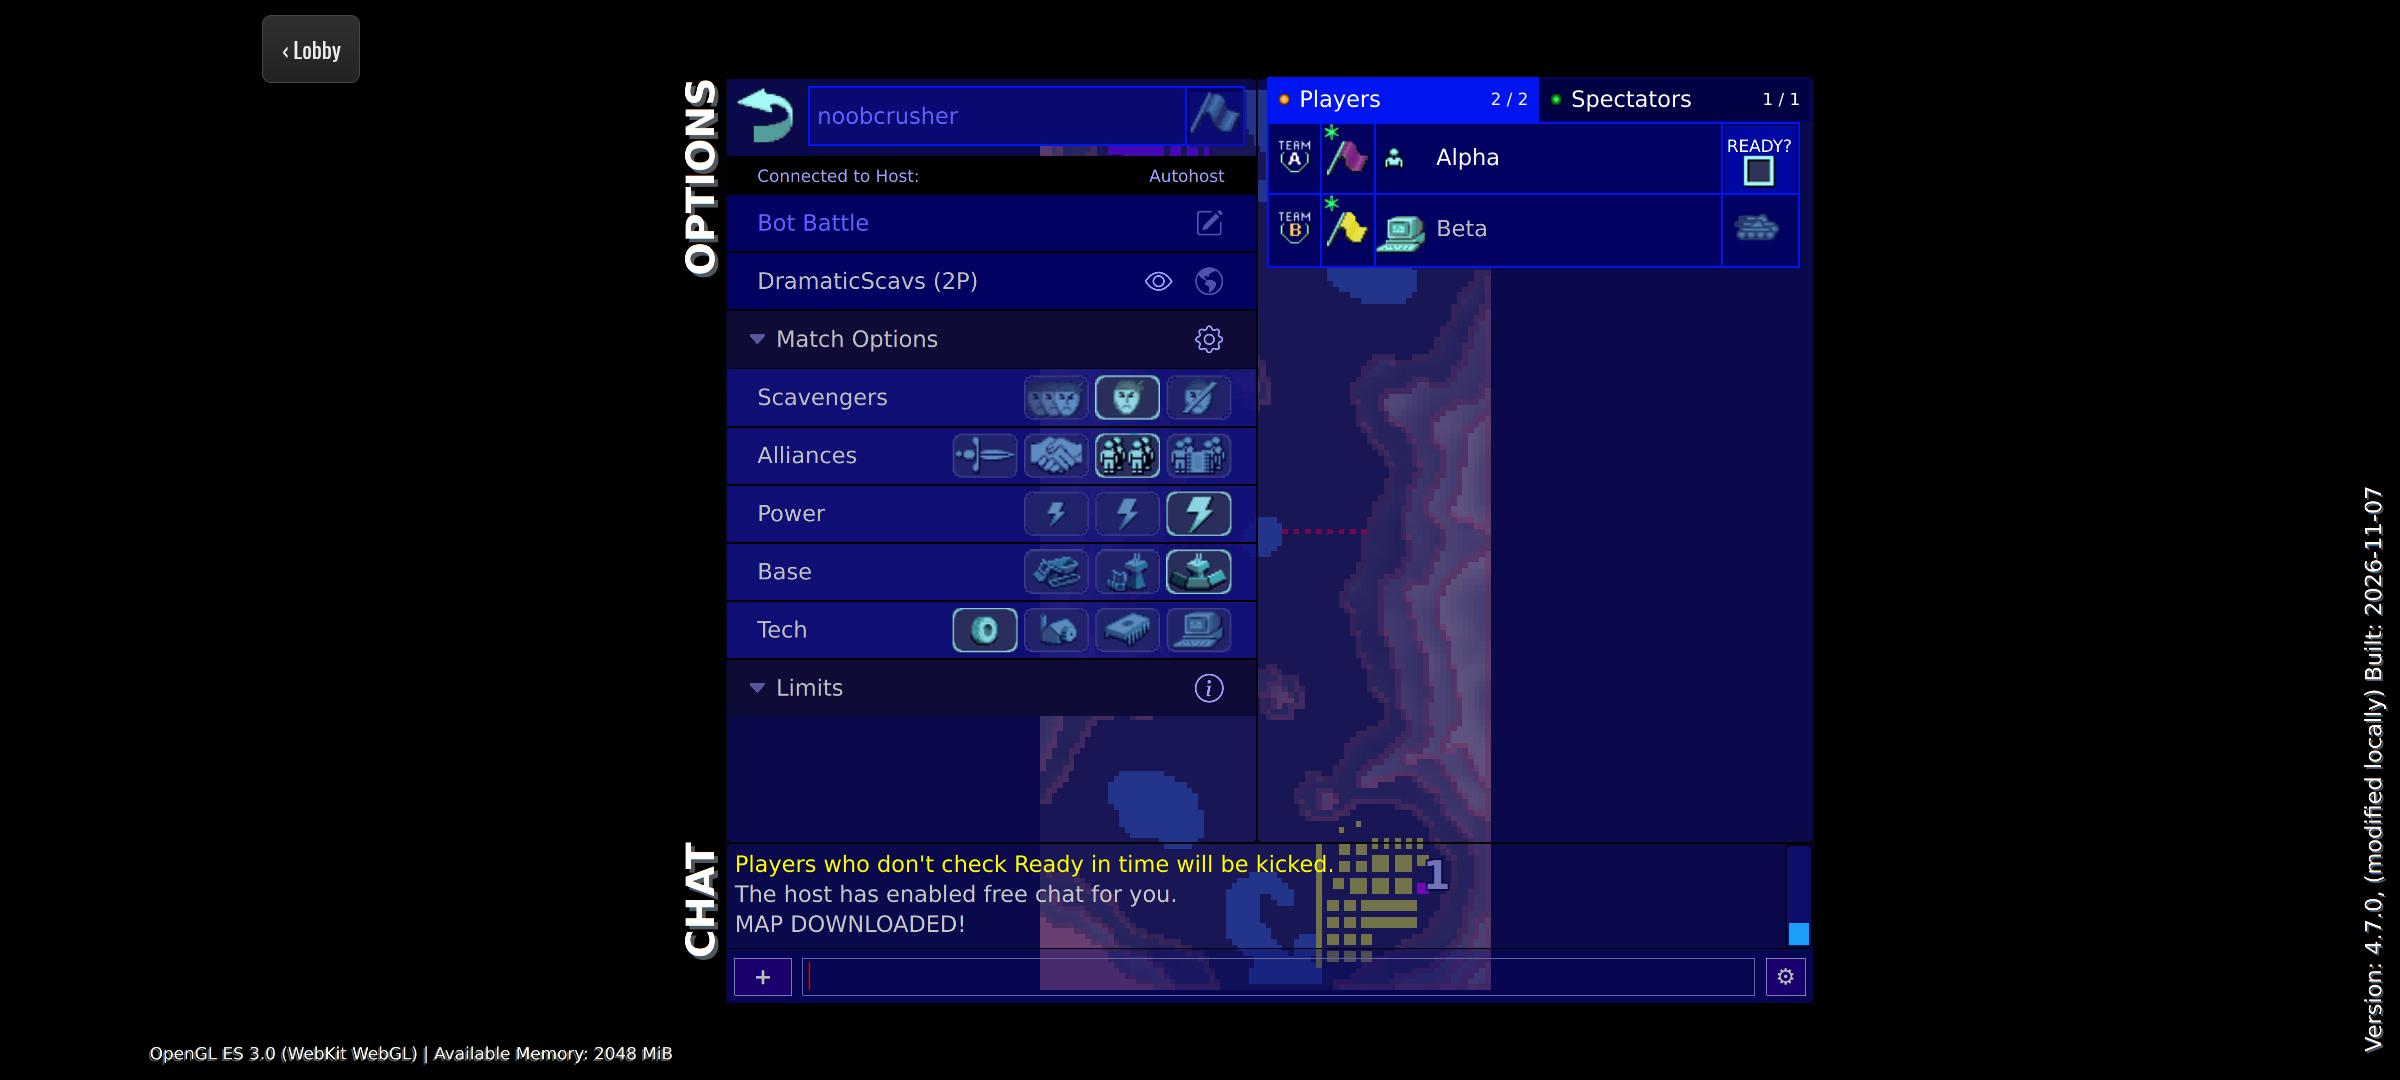 ‹ Lobby
OPTIONS
noobcrusher
Connected to Host: Autohost
Bot Battle
DramaticScavs (2P)
Match Options
Scavengers
Alliances
Power
Base
Tech
Limits
Players 2 / 2
Spectators 1 / 1
TEAM A Alpha READY?
TEAM B Beta
CHAT
Players who don't check Ready in time will be kicked.
The host has enabled free chat for you.
MAP DOWNLOADED!
1
+
OpenGL ES 3.0 (WebKit WebGL) | Available Memory: 2048 MiB
Version: 4.7.0, (modified locally) Built: 2026-11-07